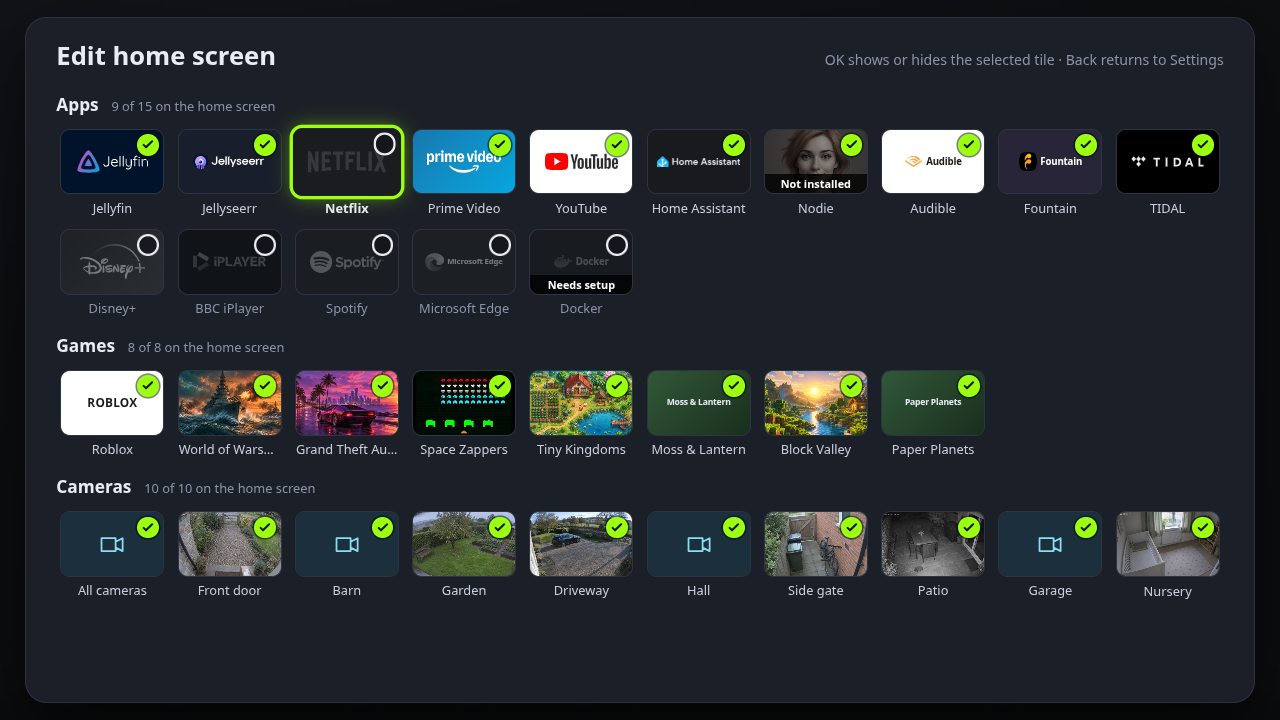 Edit home screen
OK shows or hides the selected tile · Back returns to Settings
Apps 9 of 15 on the home screen
Jellyfin Jellyseerr NETFLIX prime video YouTube Home Assistant Not installed Audible Fountain TIDAL
Jellyfin Jellyseerr Netflix Prime Video YouTube Home Assistant Nodie Audible Fountain TIDAL
Disney+ iPLAYER Spotify Microsoft Edge Docker
Needs setup
Disney+ BBC iPlayer Spotify Microsoft Edge Docker
Games 8 of 8 on the home screen
ROBLOX Moss & Lantern Paper Planets
Roblox World of Wars... Grand Theft Au... Space Zappers Tiny Kingdoms Moss & Lantern Block Valley Paper Planets
Cameras 10 of 10 on the home screen
All cameras Front door Barn Garden Driveway Hall Side gate Patio Garage Nursery